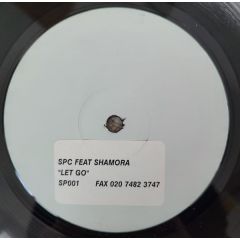 SPC FEAT SHAMORA
"LET GO"
SP001 FAX 020 7482 3747